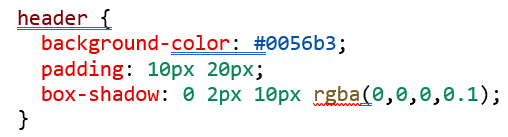 header {
  background-color: #0056b3;
  padding: 10px 20px;
  box-shadow: 0 2px 10px rgba(0,0,0,0.1);
}